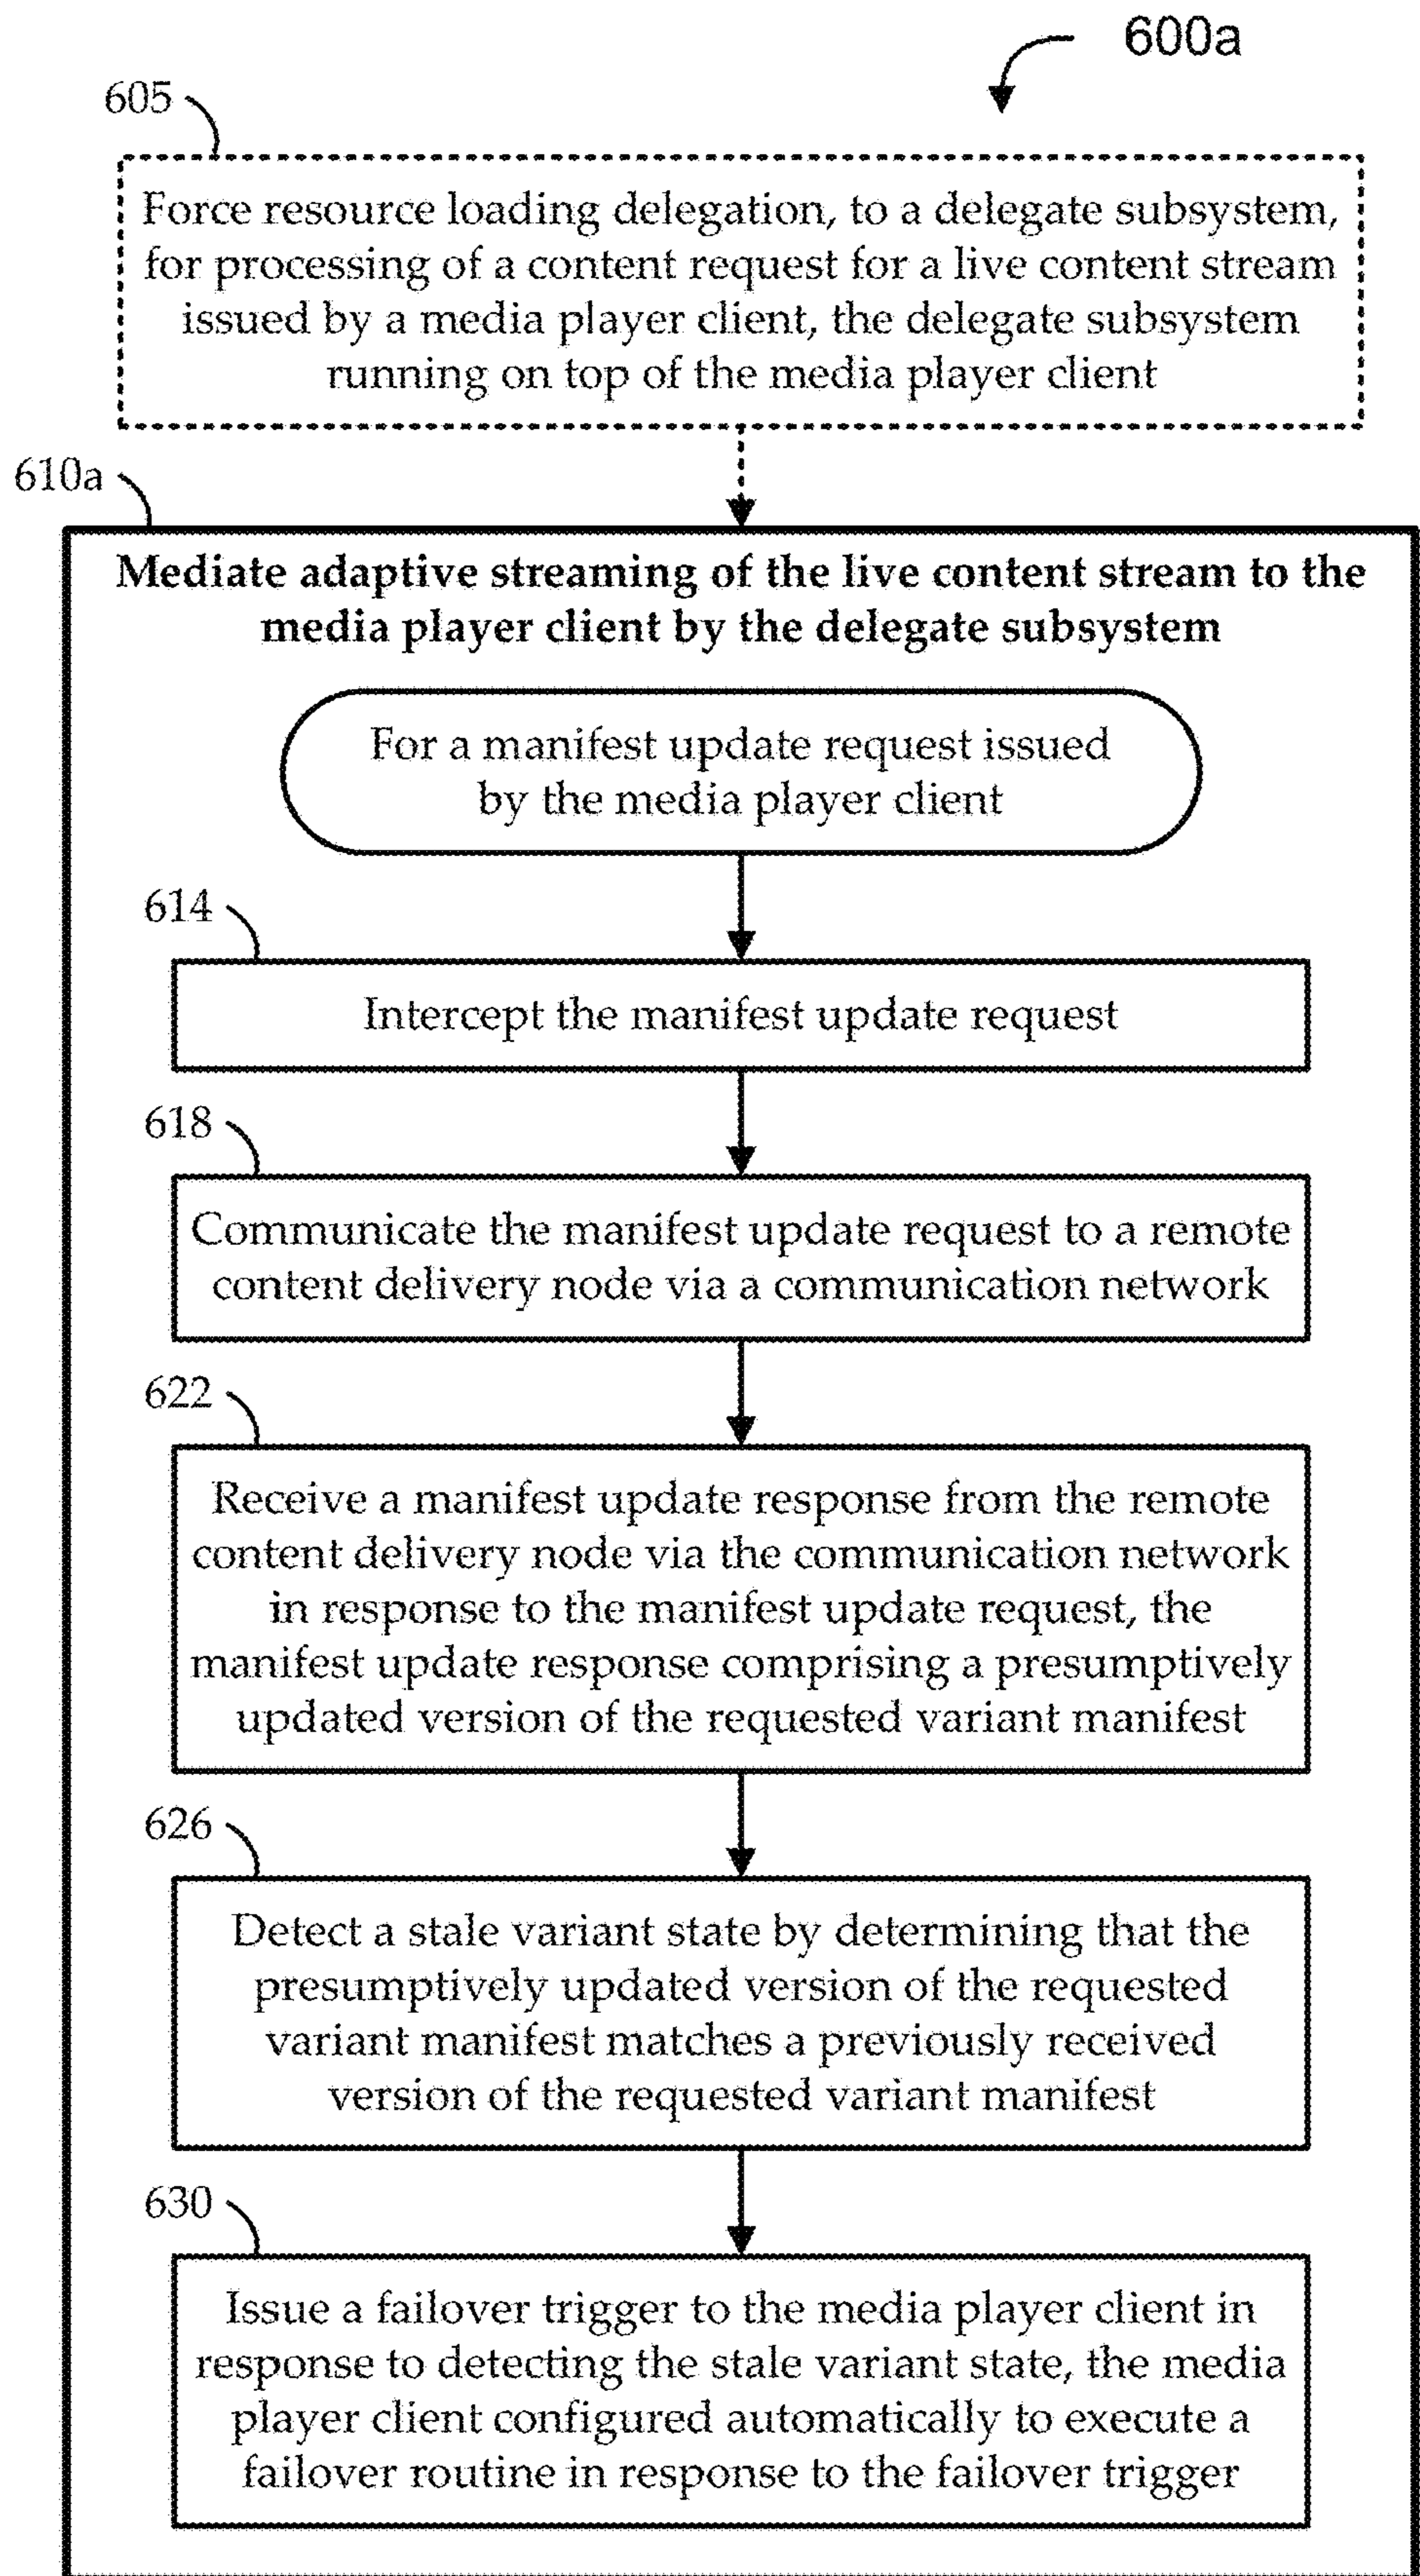 600a
605
Force resource loading delegation, to a delegate subsystem,
for processing of a content request for a live content stream
issued by a media player client, the delegate subsystem
running on top of the media player client
610a
Mediate adaptive streaming of the live content stream to the
media player client by the delegate subsystem
For a manifest update request issued
by the media player client
614
Intercept the manifest update request
618
Communicate the manifest update request to a remote
content delivery node via a communication network
622
Receive a manifest update response from the remote
content delivery node via the communication network
in response to the manifest update request, the
manifest update response comprising a presumptively
updated version of the requested variant manifest
626
Detect a stale variant state by determining that the
presumptively updated version of the requested
variant manifest matches a previously received
version of the requested variant manifest
630
Issue a failover trigger to the media player client in
response to detecting the stale variant state, the media
player client configured automatically to execute a
failover routine in response to the failover trigger